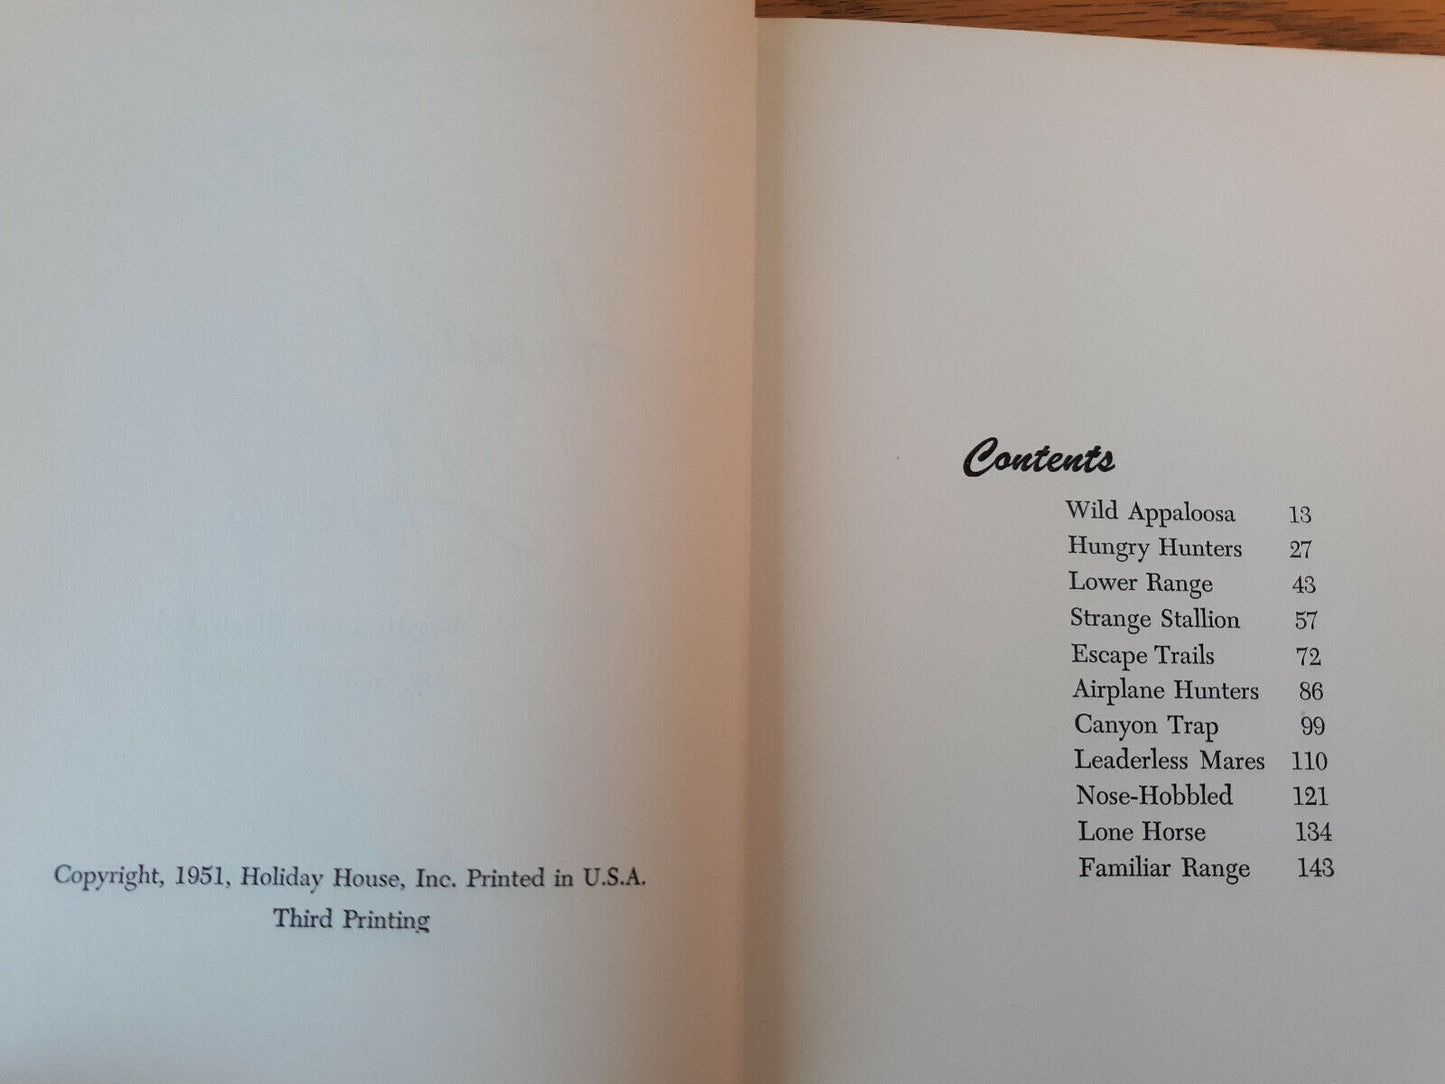 Copyright, 1951, Holiday House, Inc. Printed in U.S.A.
Third Printing
Contents
Wild Appaloosa 13
Hungry Hunters 27
Lower Range 43
Strange Stallion 57
Escape Trails 72
Airplane Hunters 86
Canyon Trap 99
Leaderless Mares 110
Nose-Hobbled 121
Lone Horse 134
Familiar Range 143